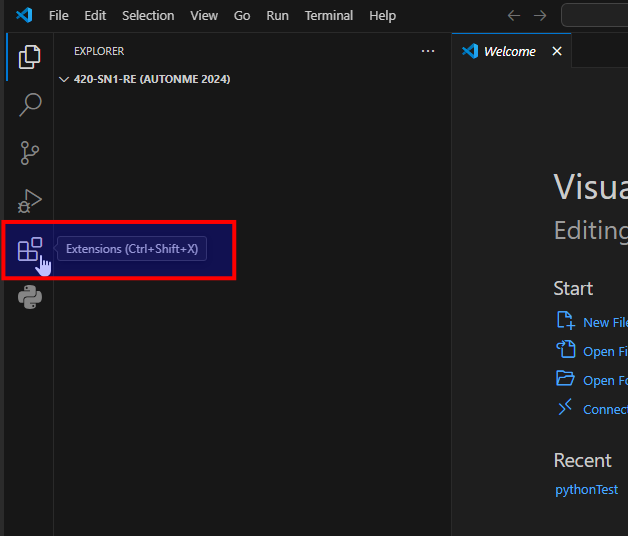 File Edit Selection View Go Run Terminal Help
EXPLORER ...
420-SN1-RE (AUTONME 2024)
Welcome
Extensions (Ctrl+Shift+X)
Visua
Editing
Start
New File
Open Fi
Open Fo
Connect
Recent
pythonTest